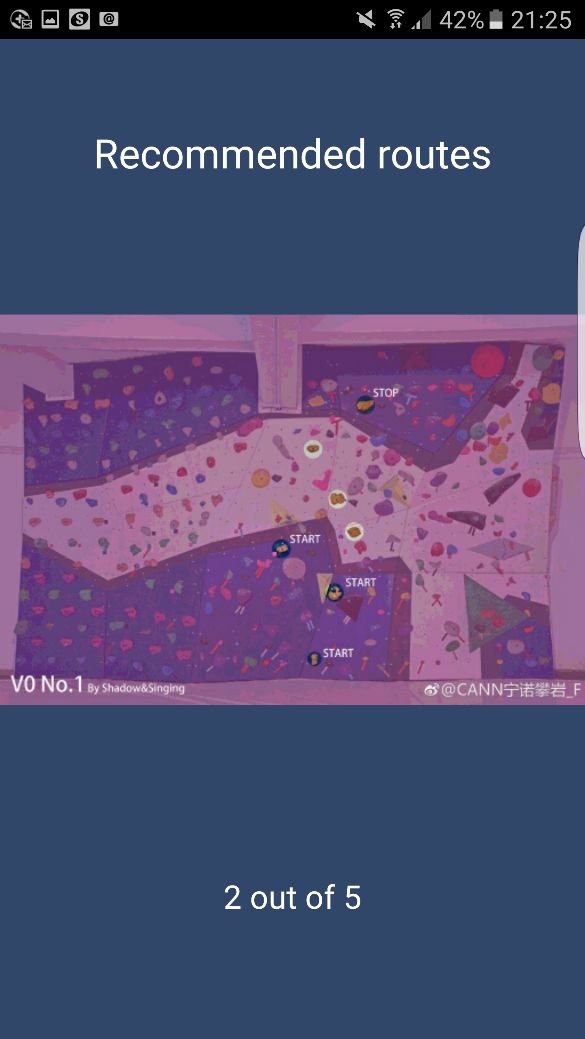 42% 21:25
Recommended routes
STOP
START
START
START
V0 No.1 By Shadow&Singing
@CANN宁诺攀岩_F
2 out of 5